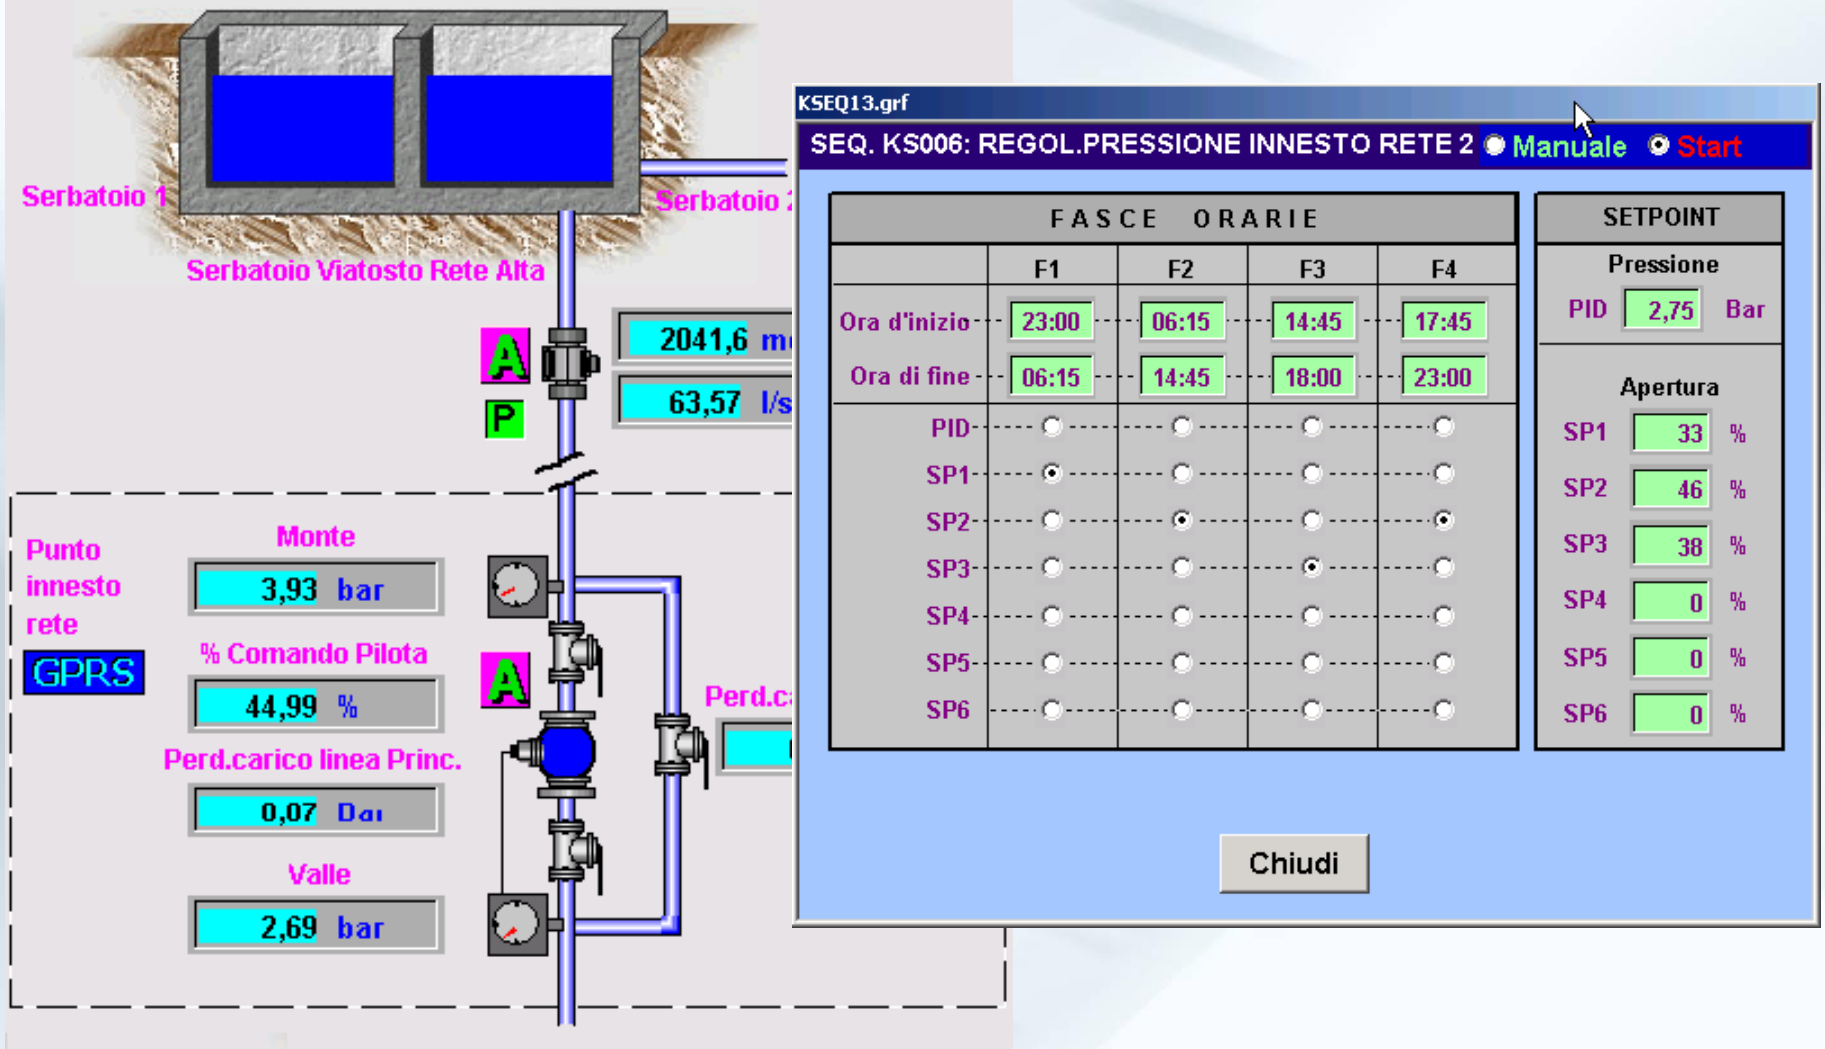 Serbatoio 1
Serbatoio
Serbatoio Viatosto Rete Alta
A
2041,6
P
63,57 l/s
Punto
innesto
rete
GPRS
Monte
3,93 bar
% Comando Pilota
44,99 %
A
Perd.carico linea Princ.
0,07
Valle
2,69 bar
KSEQ13.grf
SEQ. KS006: REGOL.PRESSIONE INNESTO RETE 2 Manuale Start
FASCE ORARIE
F1 F2 F3 F4
Ora d'inizio 23:00 06:15 14:45 17:45
Ora di fine 06:15 14:45 18:00 23:00
PID
SP1
SP2
SP3
SP4
SP5
SP6
SETPOINT
Pressione
PID 2,75 Bar
Apertura
SP1 33 %
SP2 46 %
SP3 38 %
SP4 0 %
SP5 0 %
SP6 0 %
Chiudi